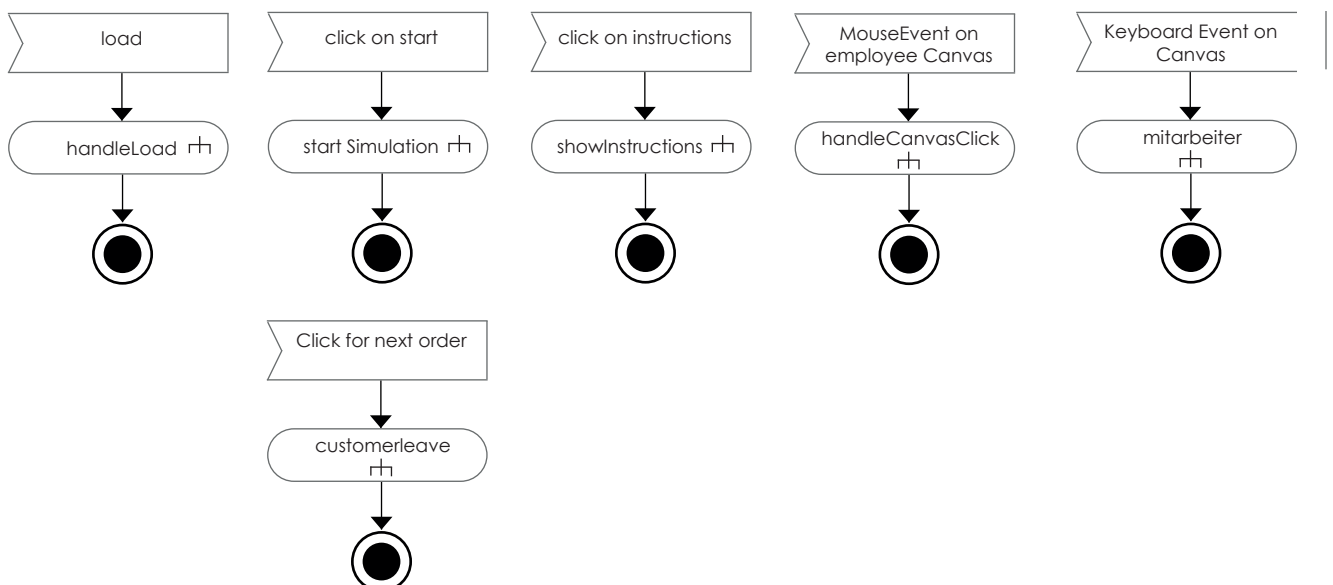 load
click on start
click on instructions
MouseEvent on
employee Canvas
Keyboard Event on
Canvas
handleLoad
start Simulation
showInstructions
handleCanvasClick
mitarbeiter
Click for next order
customerleave